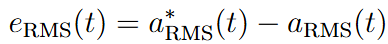 e_RMS(t) = a*_RMS(t) − a_RMS(t)